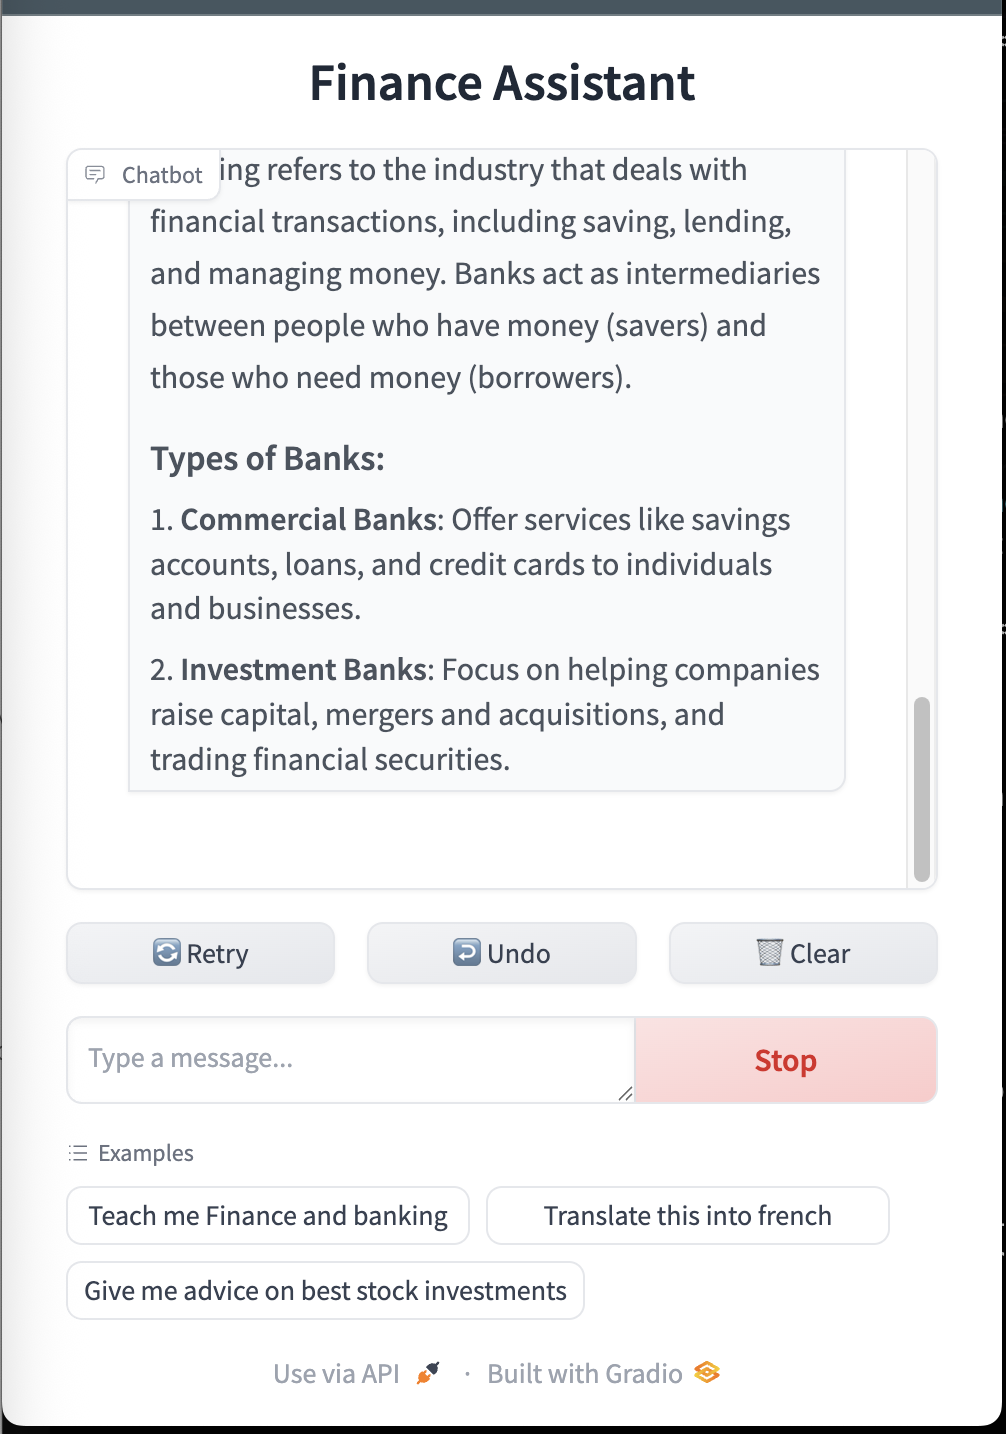 Finance Assistant
Chatbot
ing refers to the industry that deals with
financial transactions, including saving, lending,
and managing money. Banks act as intermediaries
between people who have money (savers) and
those who need money (borrowers).
Types of Banks:
1. Commercial Banks: Offer services like savings
accounts, loans, and credit cards to individuals
and businesses.
2. Investment Banks: Focus on helping companies
raise capital, mergers and acquisitions, and
trading financial securities.
Retry
Undo
Clear
Type a message...
Stop
Examples
Teach me Finance and banking
Translate this into french
Give me advice on best stock investments
Use via API · Built with Gradio